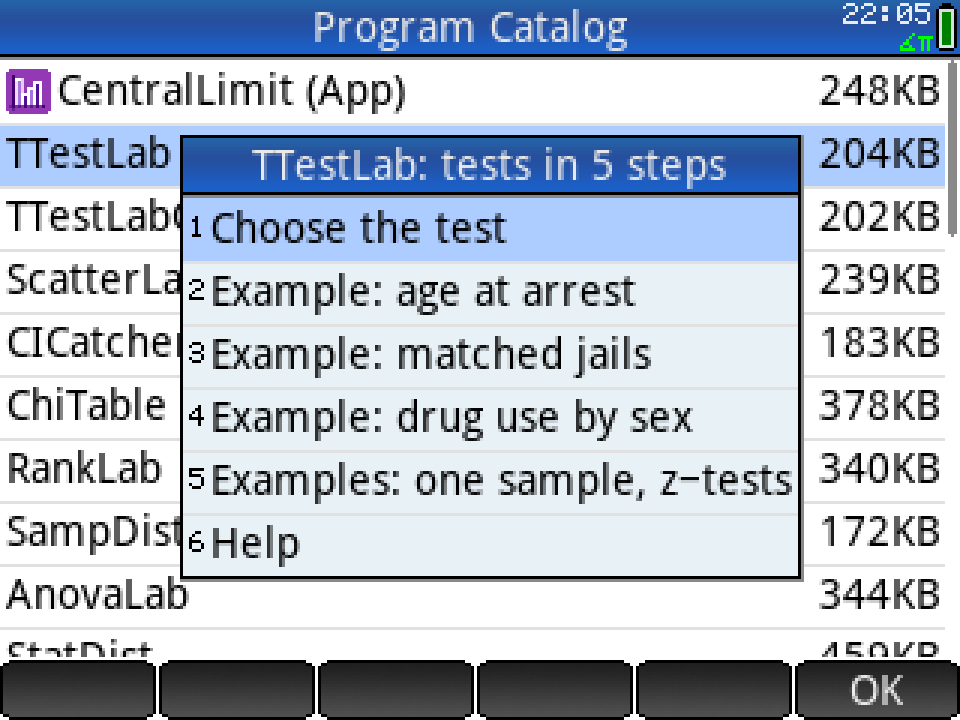 Program Catalog
22:05
∡π
CentralLimit (App) 248KB
TTestLab 204KB
TTestLab: tests in 5 steps
1 Choose the test
2 Example: age at arrest
3 Example: matched jails
4 Example: drug use by sex
5 Examples: one sample, z-tests
6 Help
TTestLab 202KB
ScatterLa 239KB
CICatche 183KB
ChiTable 378KB
RankLab 340KB
SampDist 172KB
AnovaLab 344KB
StatDist 459KB
OK